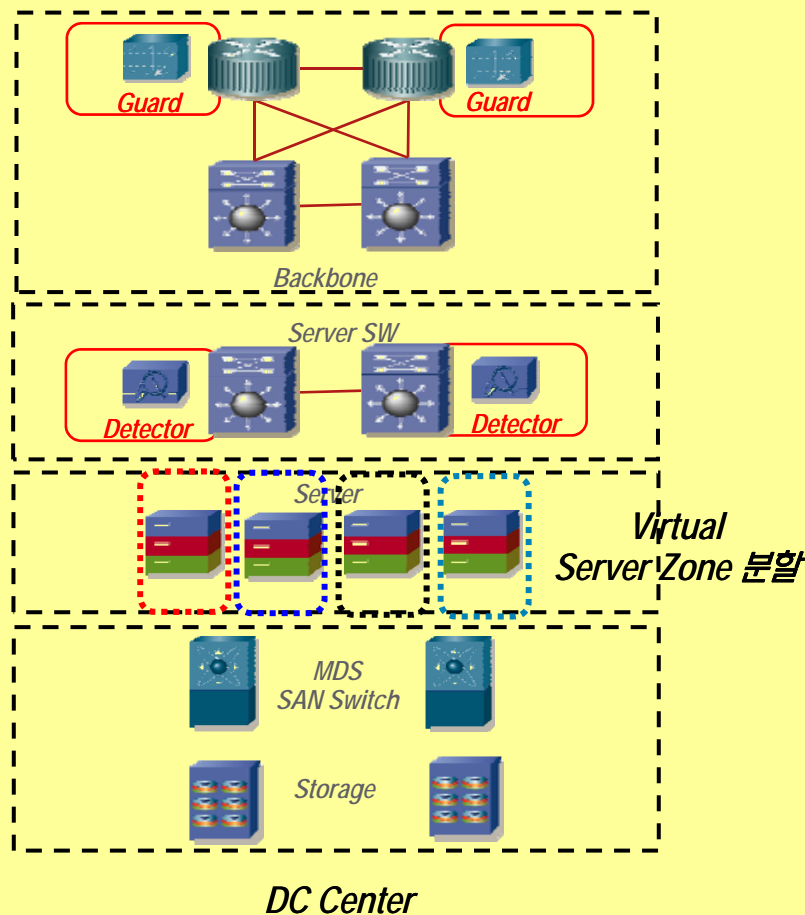 Guard
Guard
Backbone
Server SW
Detector
Detector
Server
Virtual
Server Zone 분할
MDS
SAN Switch
Storage
DC Center